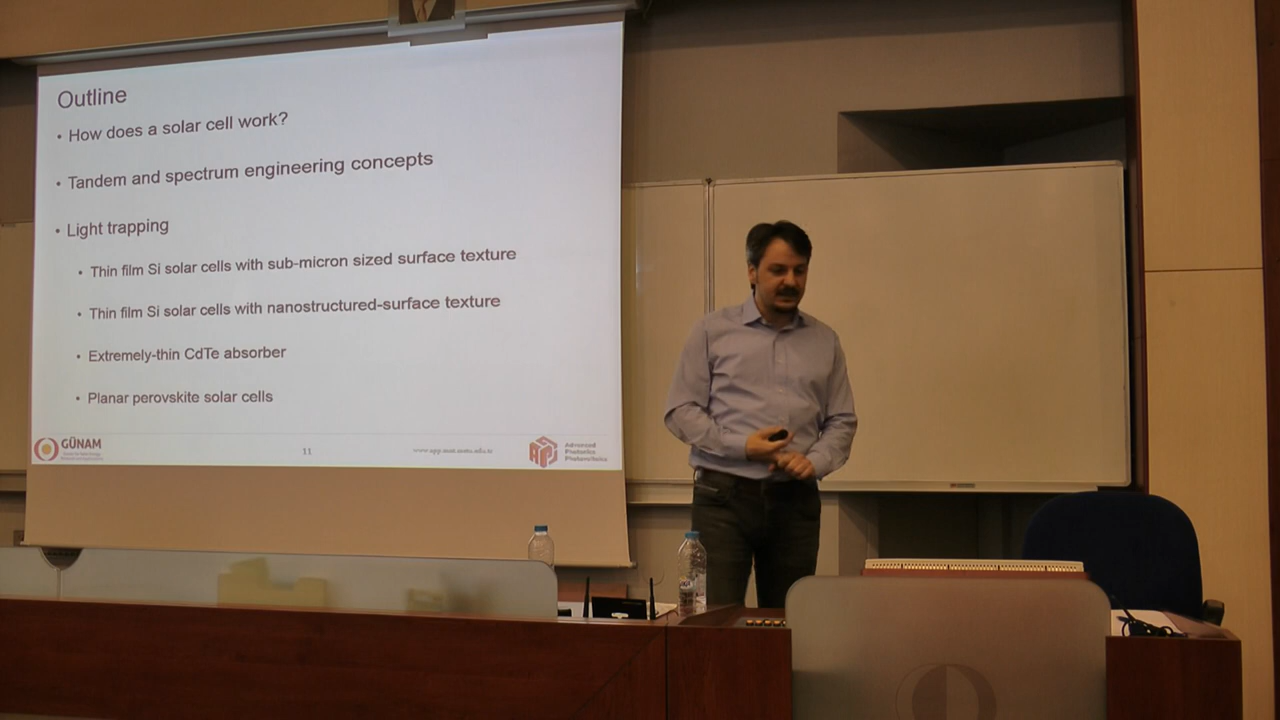 Outline
• How does a solar cell work?
• Tandem and spectrum engineering concepts
• Light trapping
• Thin film Si solar cells with sub-micron sized surface texture
• Thin film Si solar cells with nanostructured-surface texture
• Extremely-thin CdTe absorber
• Planar perovskite solar cells
GÜNAM
11
Advanced
Photonics
Photovoltaics